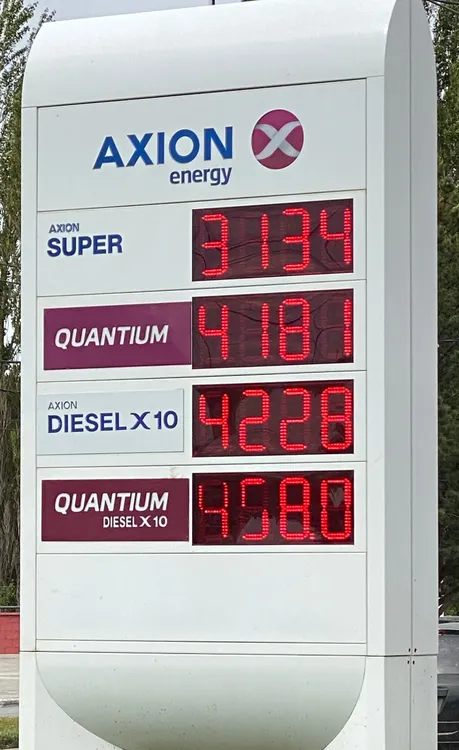 AXION
energy
AXION
SUPER
3134
QUANTIUM
4181
AXION
DIESEL X10
4228
QUANTIUM
DIESEL X10
4580